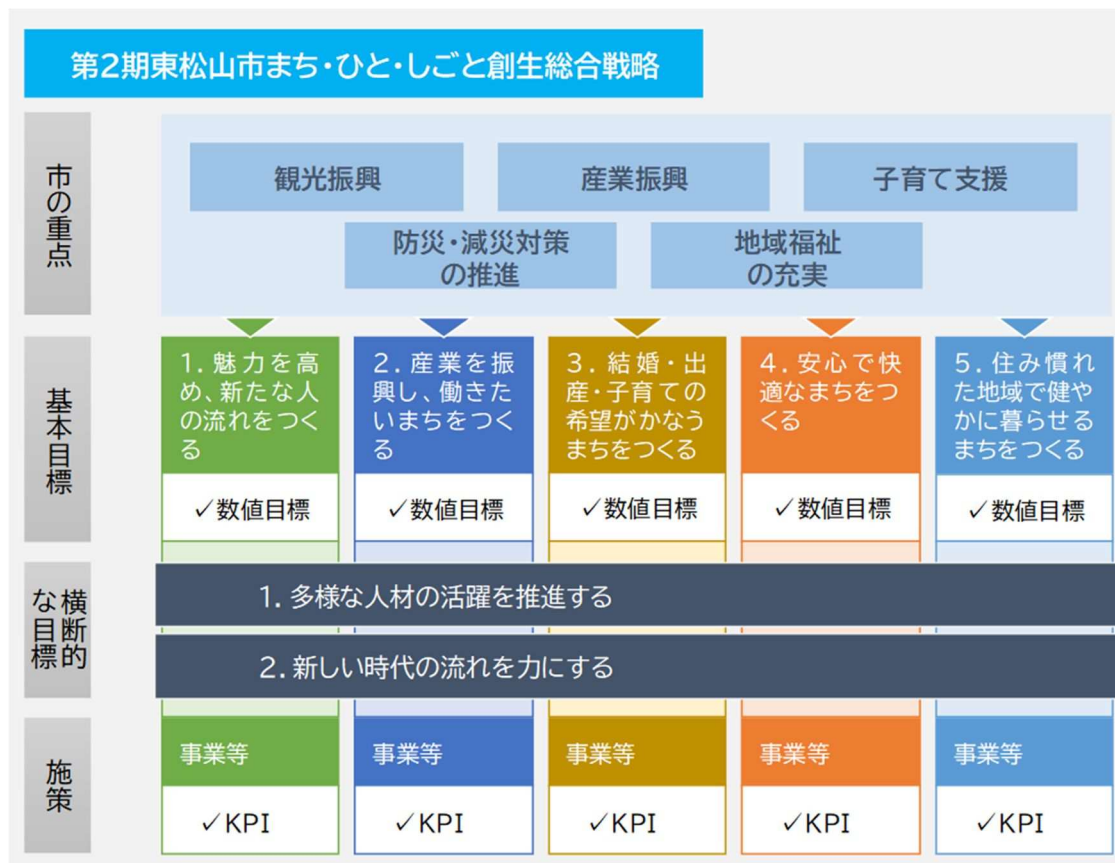 第2期東松山市まち・ひと・しごと創生総合戦略
市の重点
観光振興
産業振興
子育て支援
防災・減災対策
の推進
地域福祉
の充実
基本目標
1. 魅力を高
め、新たな人
の流れをつく
る
2. 産業を振
興し、働きた
いまちをつく
る
3. 結婚・出
産・子育ての
希望がかなう
まちをつくる
4. 安心で快
適なまちをつ
くる
5. 住み慣れ
た地域で健や
かに暮らせる
まちをつくる
✓数値目標
✓数値目標
✓数値目標
✓数値目標
✓数値目標
横断的
な目標
1. 多様な人材の活躍を推進する
2. 新しい時代の流れを力にする
施策
事業等
事業等
事業等
事業等
事業等
✓KPI
✓KPI
✓KPI
✓KPI
✓KPI